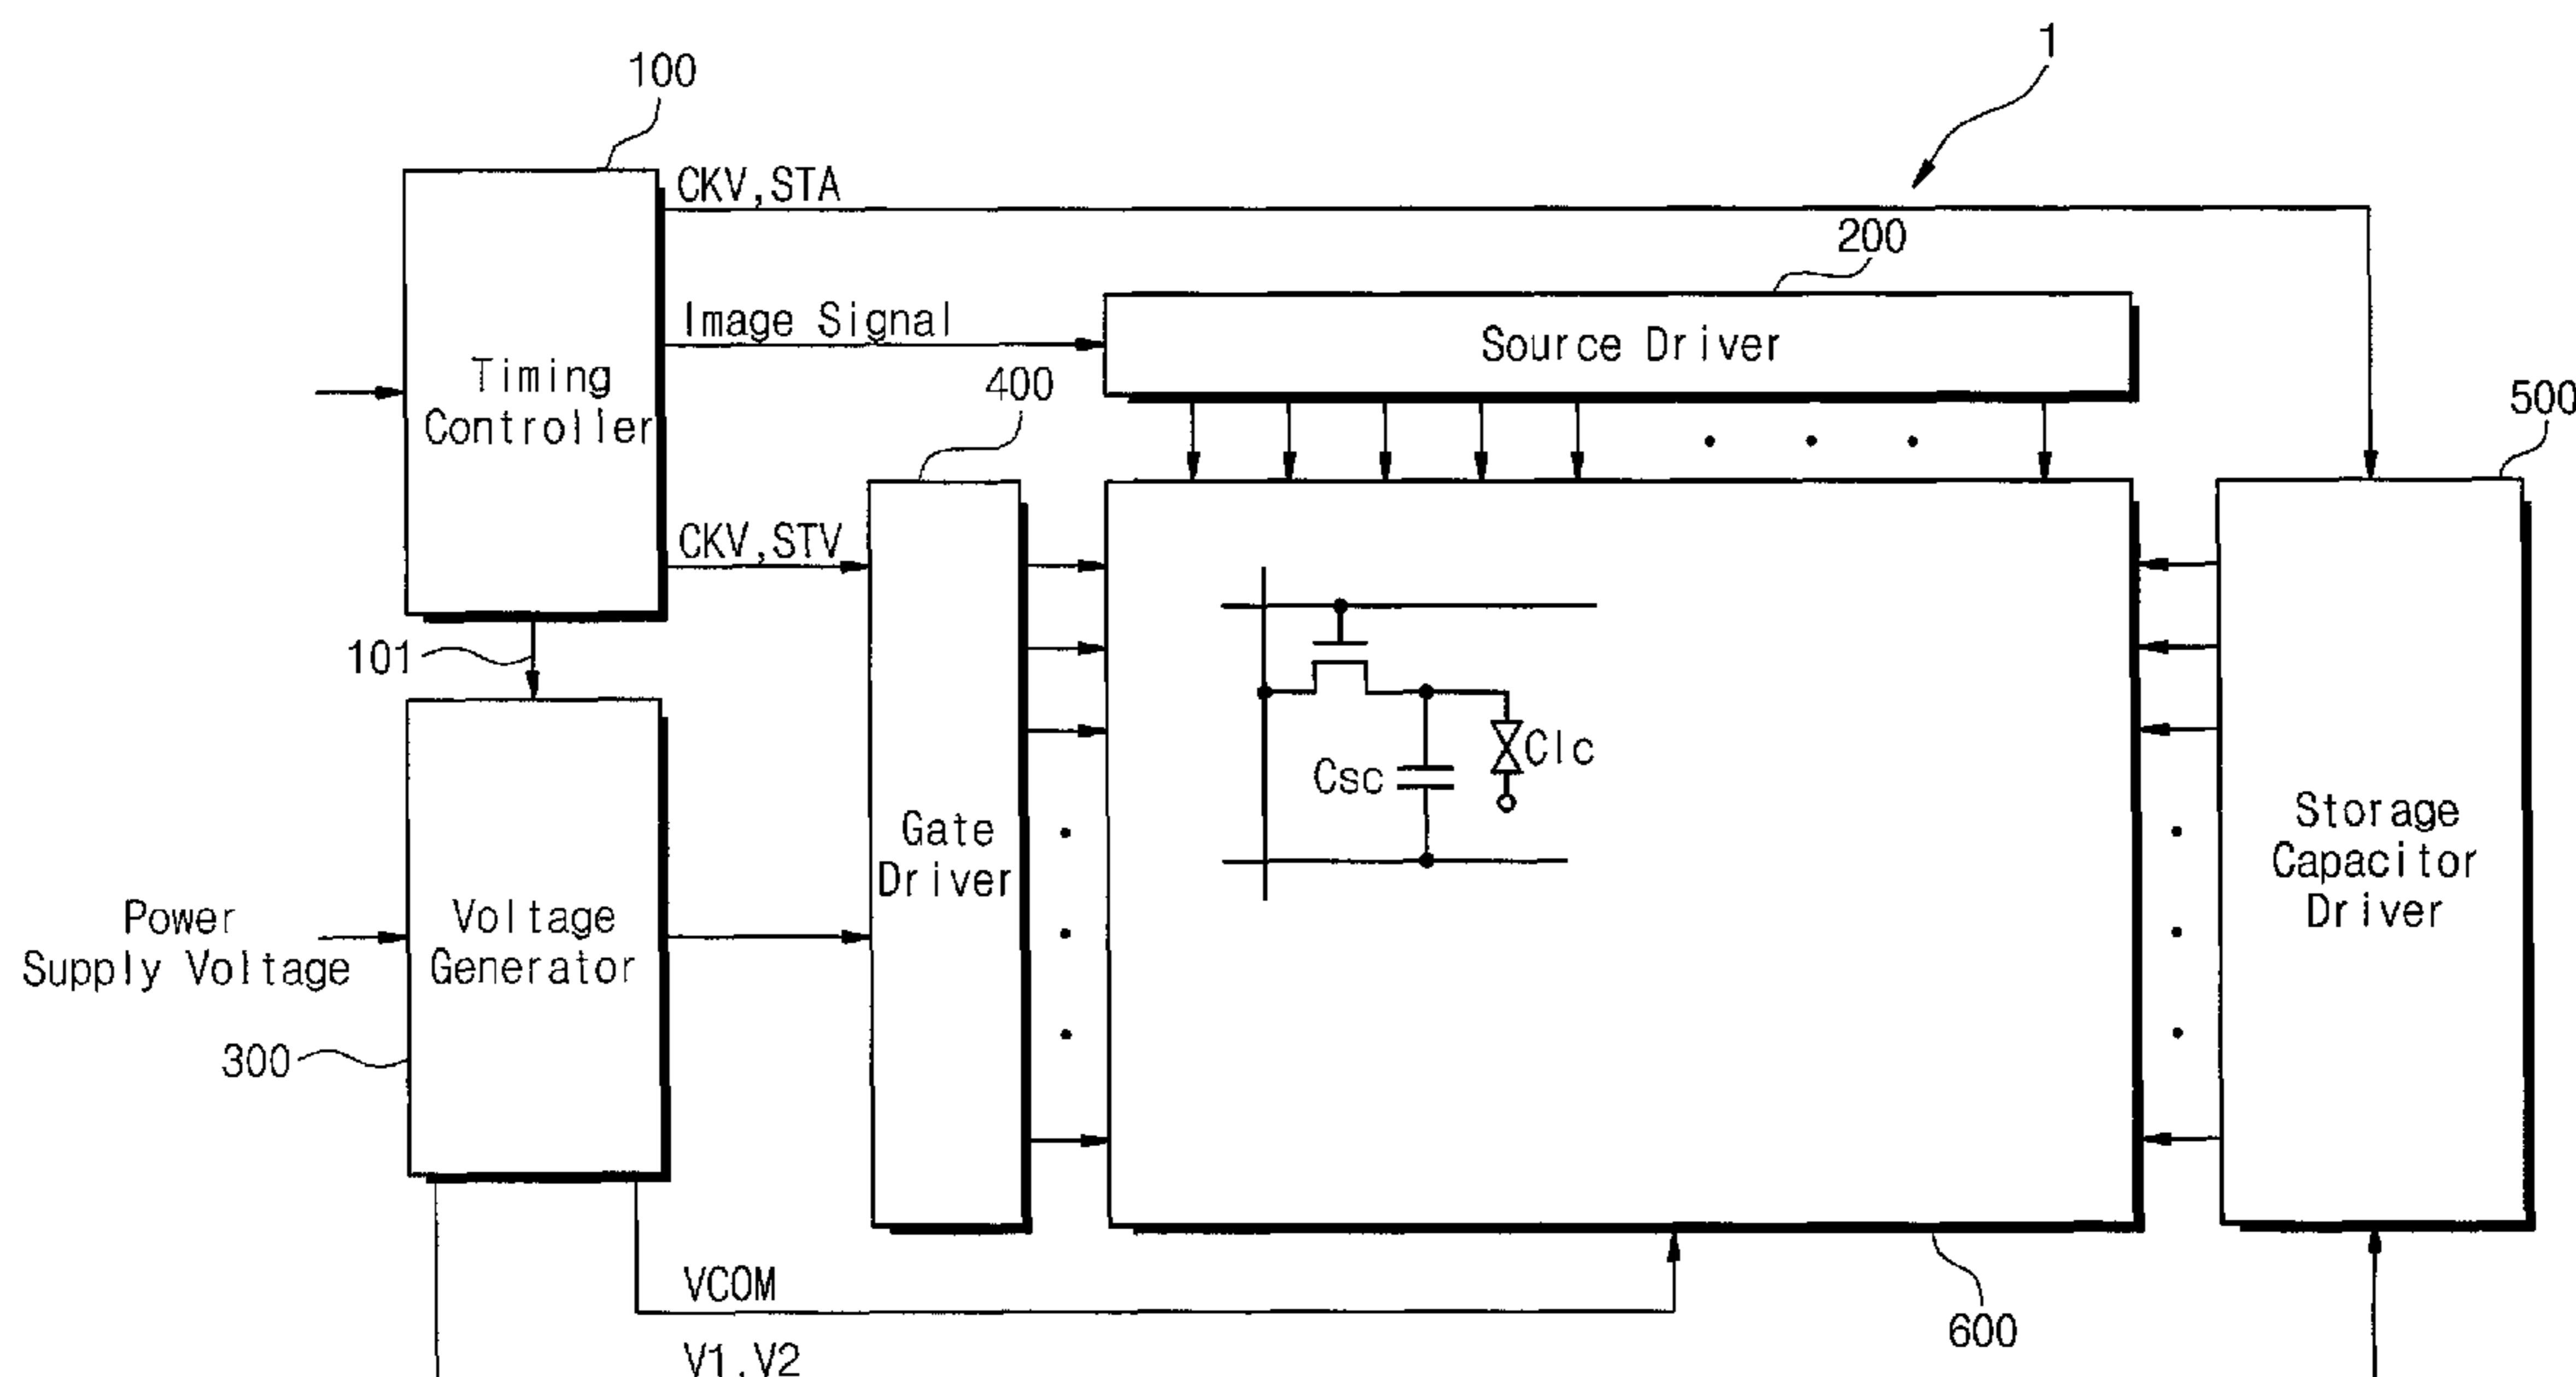 1
100
CKV,STA
200
Image Signal
Source Driver
Timing
Controller
400
500
CKV,STV
101
Clc
Csc
Gate
Driver
Storage
Capacitor
Driver
Power
Supply Voltage
Voltage
Generator
300
VCOM
600
V1,V2